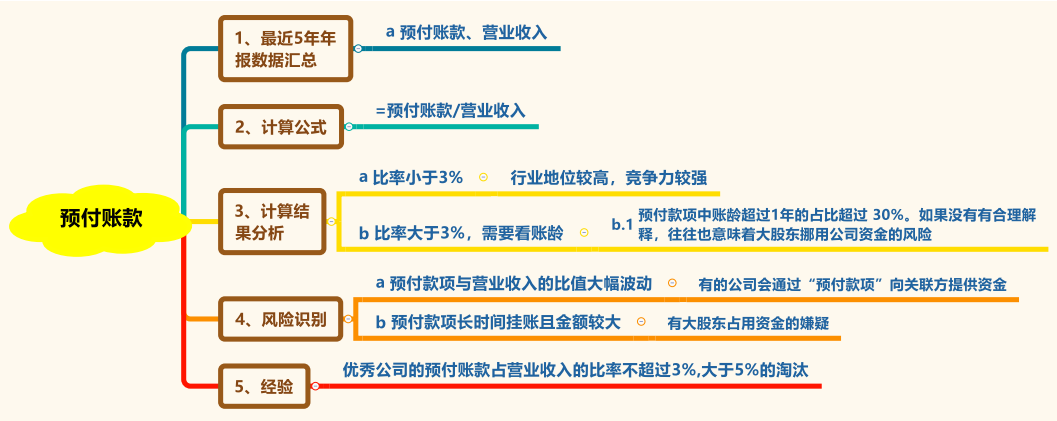 预付账款
1、最近5年年
报数据汇总
a 预付账款、营业收入
2、计算公式
=预付账款/营业收入
3、计算结
果分析
a 比率小于3%
行业地位较高，竞争力较强
b 比率大于3%，需要看账龄
b.1 预付款项中账龄超过1年的占比超过 30%。如果没有有合理解
释，往往也意味着大股东挪用公司资金的风险
4、风险识别
a 预付款项与营业收入的比值大幅波动
有的公司会通过“预付款项”向关联方提供资金
b 预付款项长时间挂账且金额较大
有大股东占用资金的嫌疑
5、经验
优秀公司的预付账款占营业收入的比率不超过3%,大于5%的淘汰